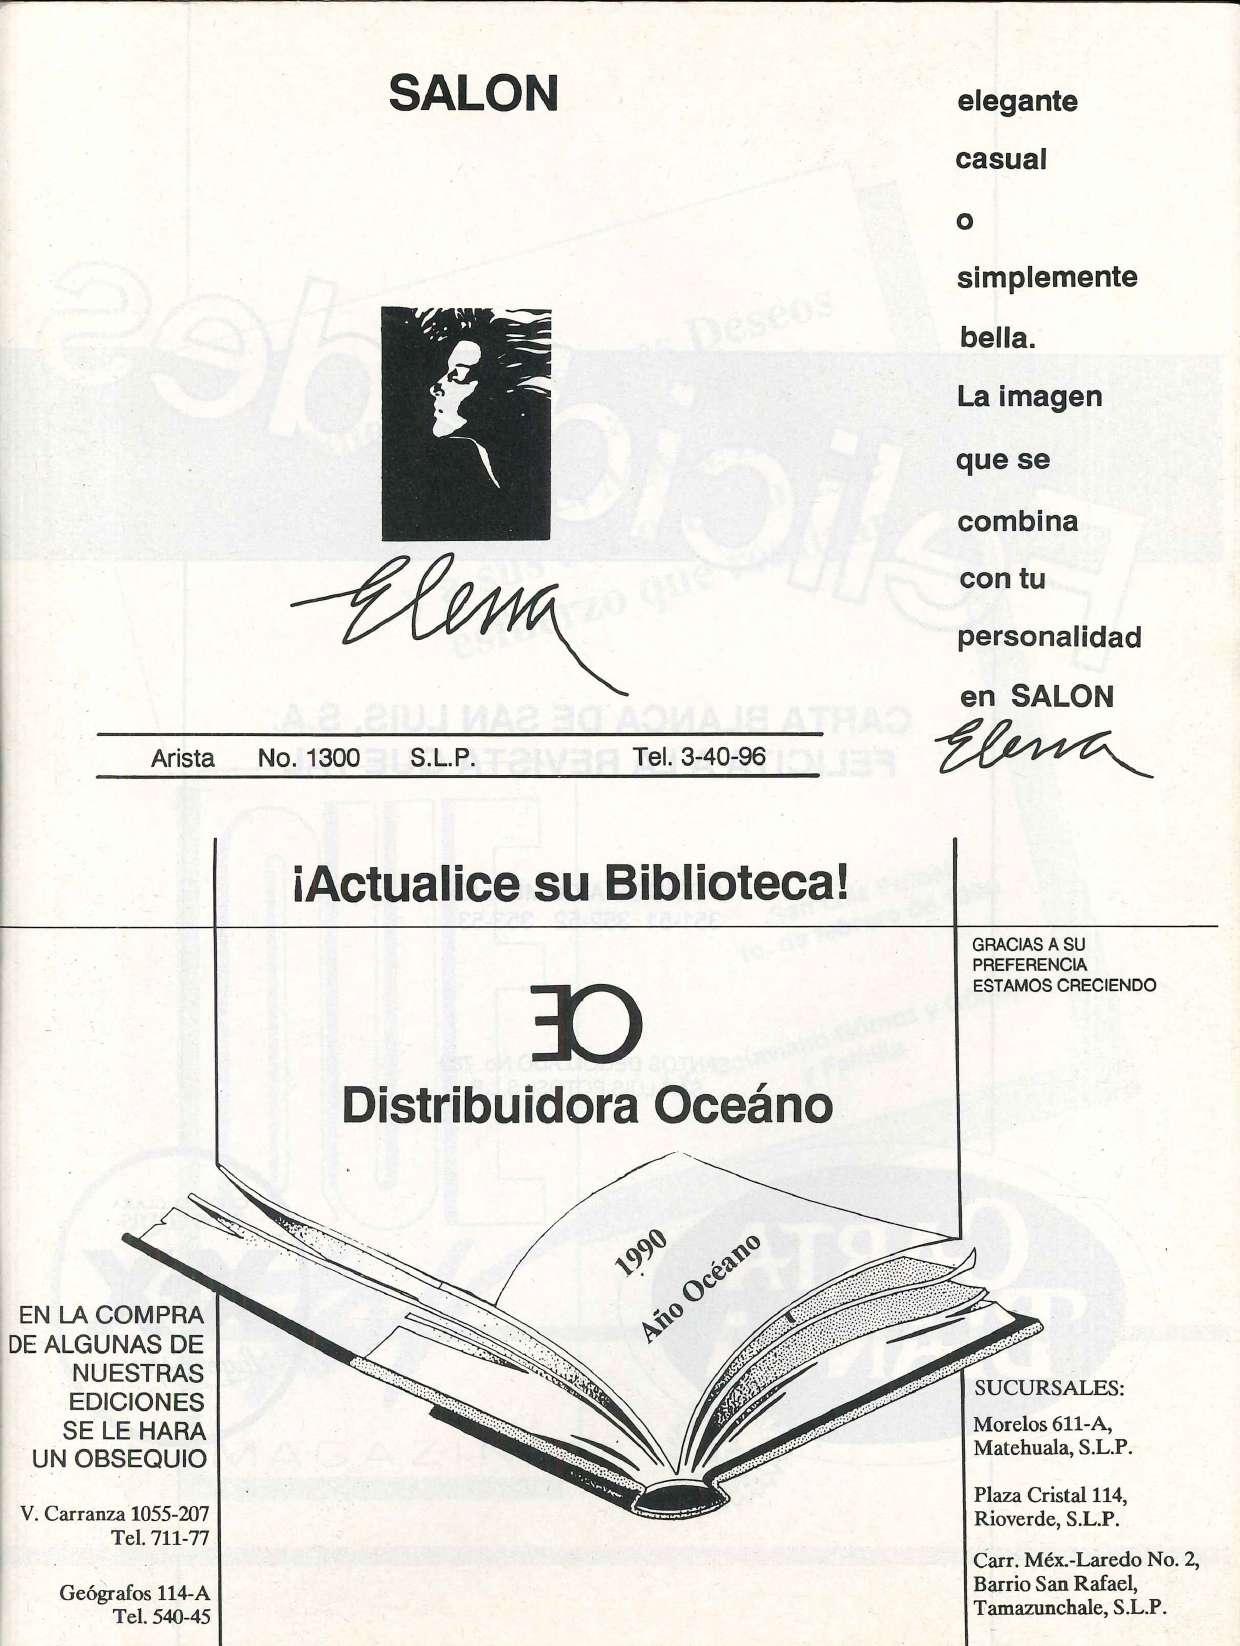 SALON
Elena
Arista No. 1300 S.L.P. Tel. 3-40-96
elegante
casual
o
simplemente
bella.
La imagen
que se
combina
con tu
personalidad
en SALON
Elena
¡Actualice su Biblioteca!
GRACIAS A SU
PREFERENCIA
ESTAMOS CRECIENDO
Distribuidora Oceáno
1990
Año Océano
EN LA COMPRA
DE ALGUNAS DE
NUESTRAS
EDICIONES
SE LE HARA
UN OBSEQUIO
V. Carranza 1055-207
Tel. 711-77
Geógrafos 114-A
Tel. 540-45
SUCURSALES:
Morelos 611-A,
Matehuala, S.L.P.
Plaza Cristal 114,
Rioverde, S.L.P.
Carr. Méx.-Laredo No. 2,
Barrio San Rafael,
Tamazunchale, S.L.P.